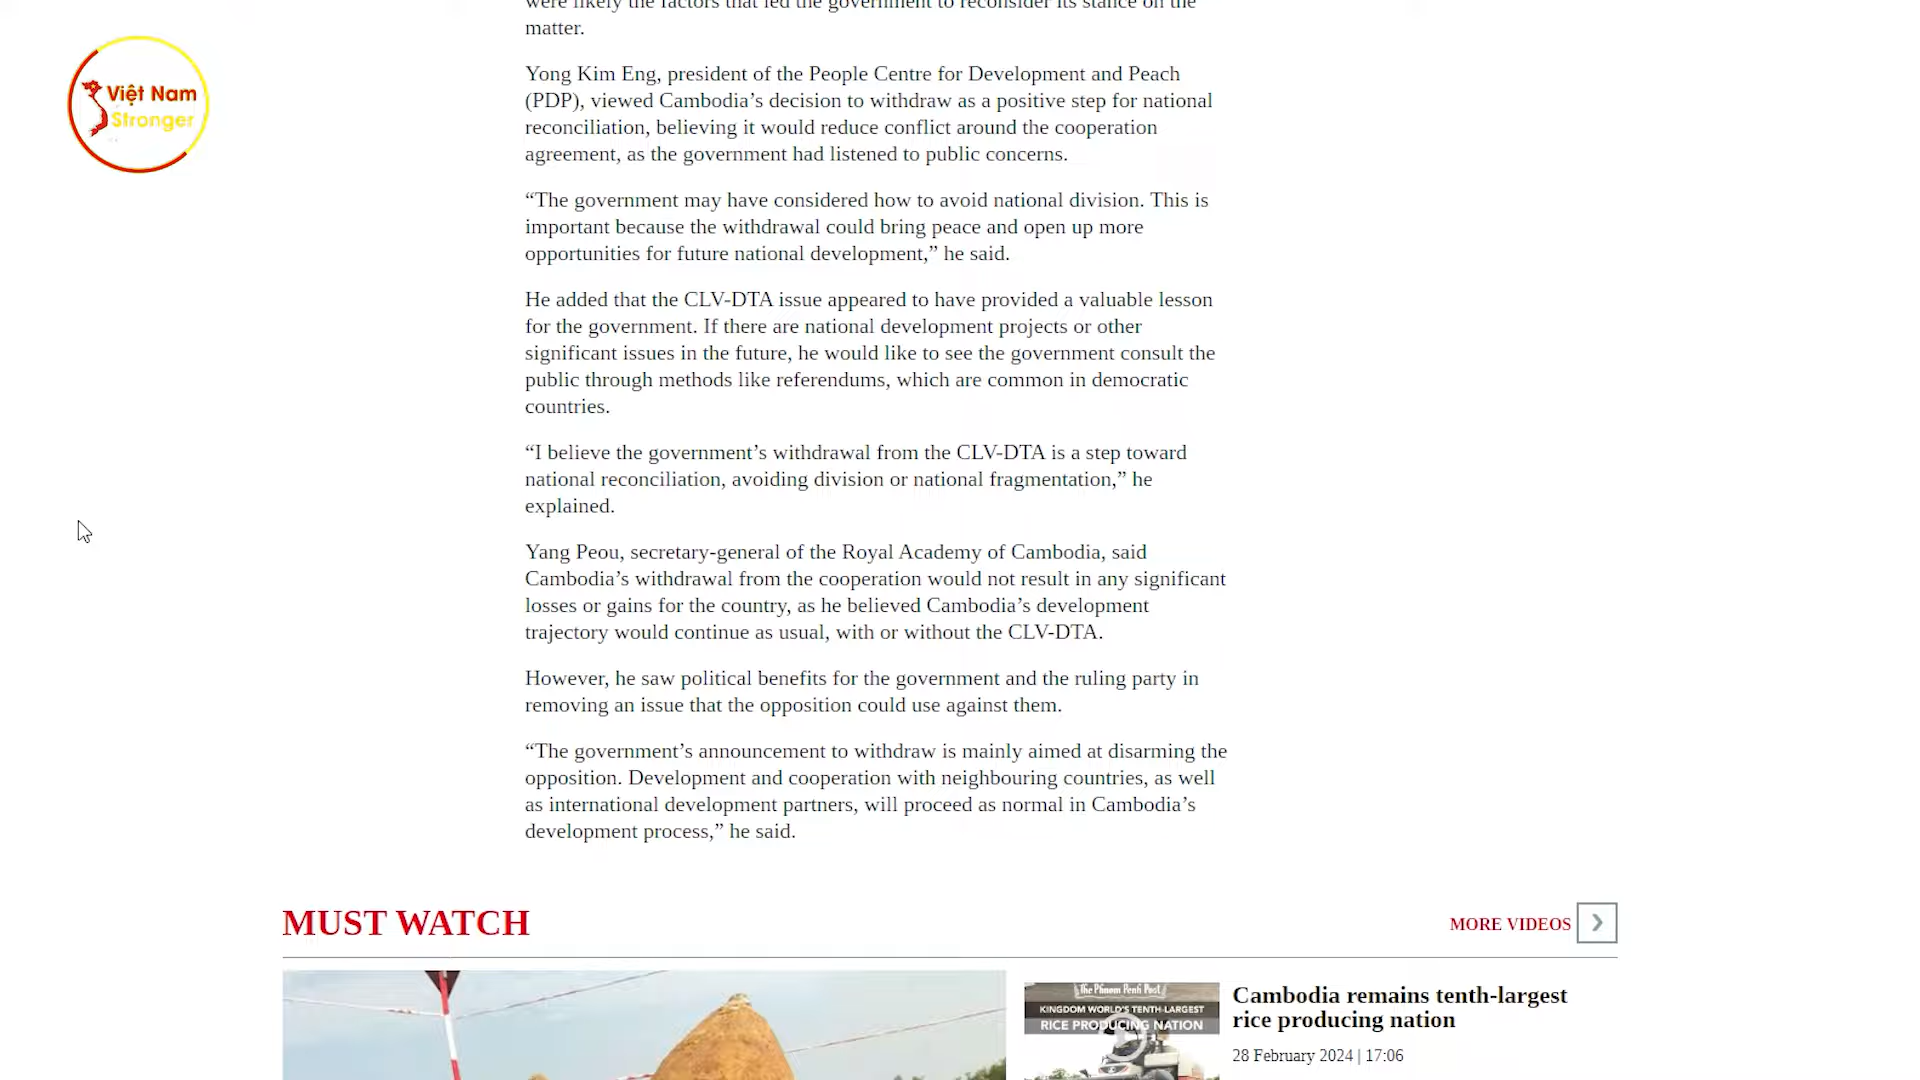 were likely the factors that led the government to reconsider its stance on the
matter.
Việt Nam
Stronger
Yong Kim Eng, president of the People Centre for Development and Peach
(PDP), viewed Cambodia’s decision to withdraw as a positive step for national
reconciliation, believing it would reduce conflict around the cooperation
agreement, as the government had listened to public concerns.
“The government may have considered how to avoid national division. This is
important because the withdrawal could bring peace and open up more
opportunities for future national development,” he said.
He added that the CLV-DTA issue appeared to have provided a valuable lesson
for the government. If there are national development projects or other
significant issues in the future, he would like to see the government consult the
public through methods like referendums, which are common in democratic
countries.
“I believe the government’s withdrawal from the CLV-DTA is a step toward
national reconciliation, avoiding division or national fragmentation,” he
explained.
Yang Peou, secretary-general of the Royal Academy of Cambodia, said
Cambodia’s withdrawal from the cooperation would not result in any significant
losses or gains for the country, as he believed Cambodia’s development
trajectory would continue as usual, with or without the CLV-DTA.
However, he saw political benefits for the government and the ruling party in
removing an issue that the opposition could use against them.
“The government’s announcement to withdraw is mainly aimed at disarming the
opposition. Development and cooperation with neighbouring countries, as well
as international development partners, will proceed as normal in Cambodia’s
development process,” he said.
MUST WATCH
MORE VIDEOS
The Phnom Penh Post
KINGDOM WORLD'S TENTH-LARGEST
RICE PRODUCING NATION
Cambodia remains tenth-largest
rice producing nation
28 February 2024 | 17:06